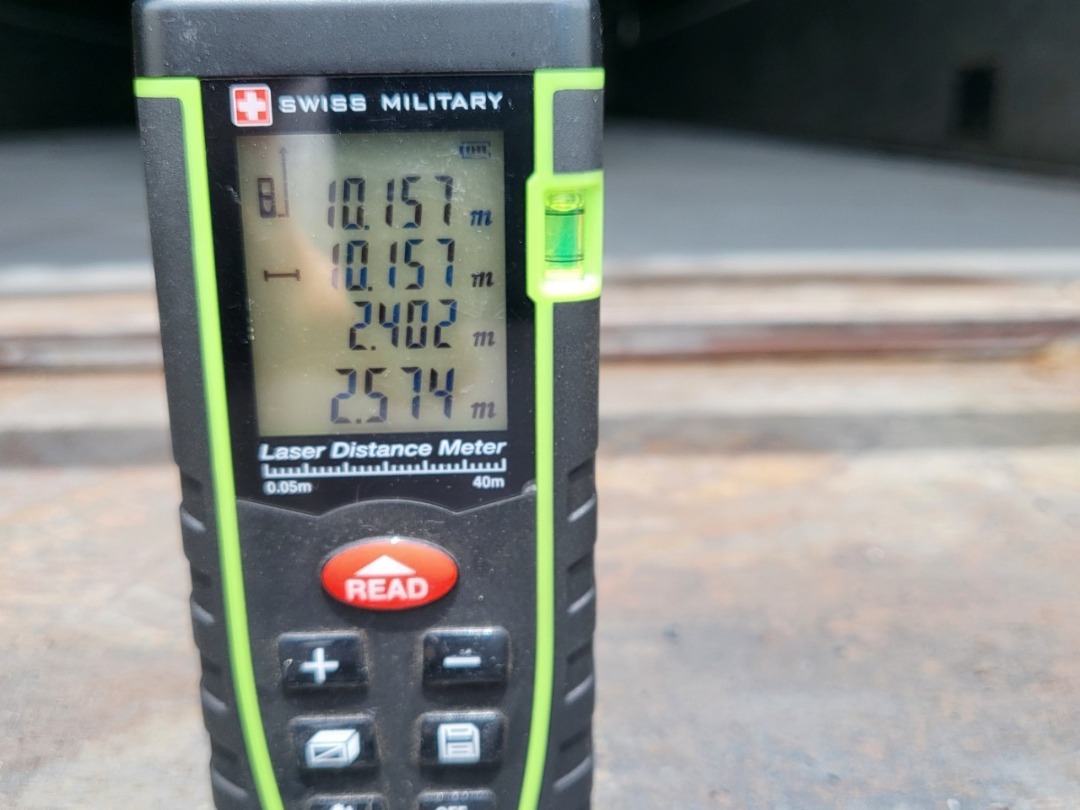 SWISS MILITARY
10.157 m
10.157 m
2.402 m
2.574 m
Laser Distance Meter
0.05m 40m
READ
+ -